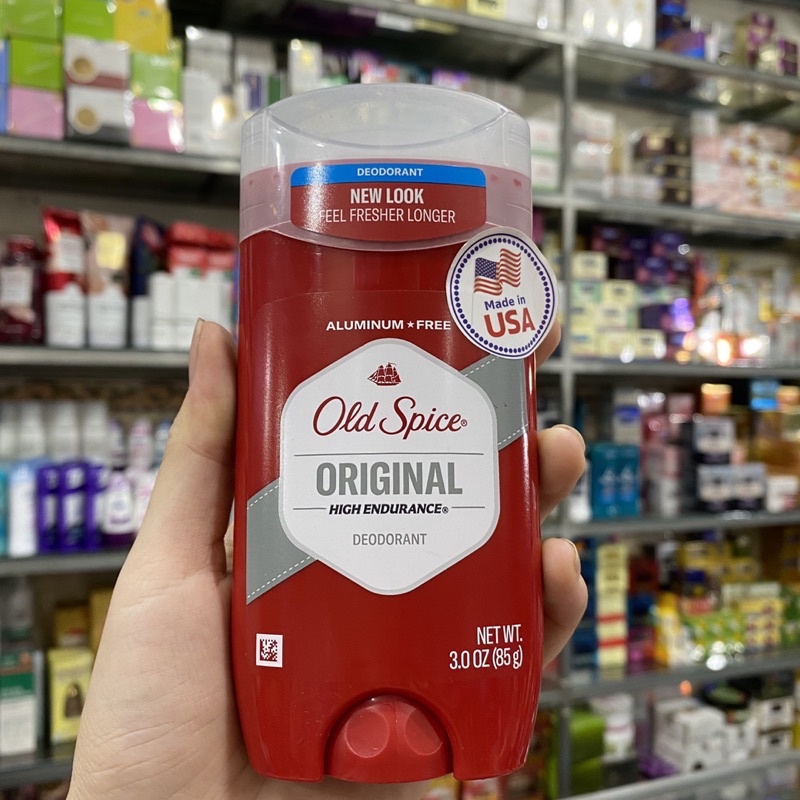 DEODORANT
NEW LOOK
FEEL FRESHER LONGER
Made in
USA
ALUMINUM ★ FREE
Old Spice®
ORIGINAL
HIGH ENDURANCE®
DEODORANT
NET WT.
3.0 OZ (85 g)